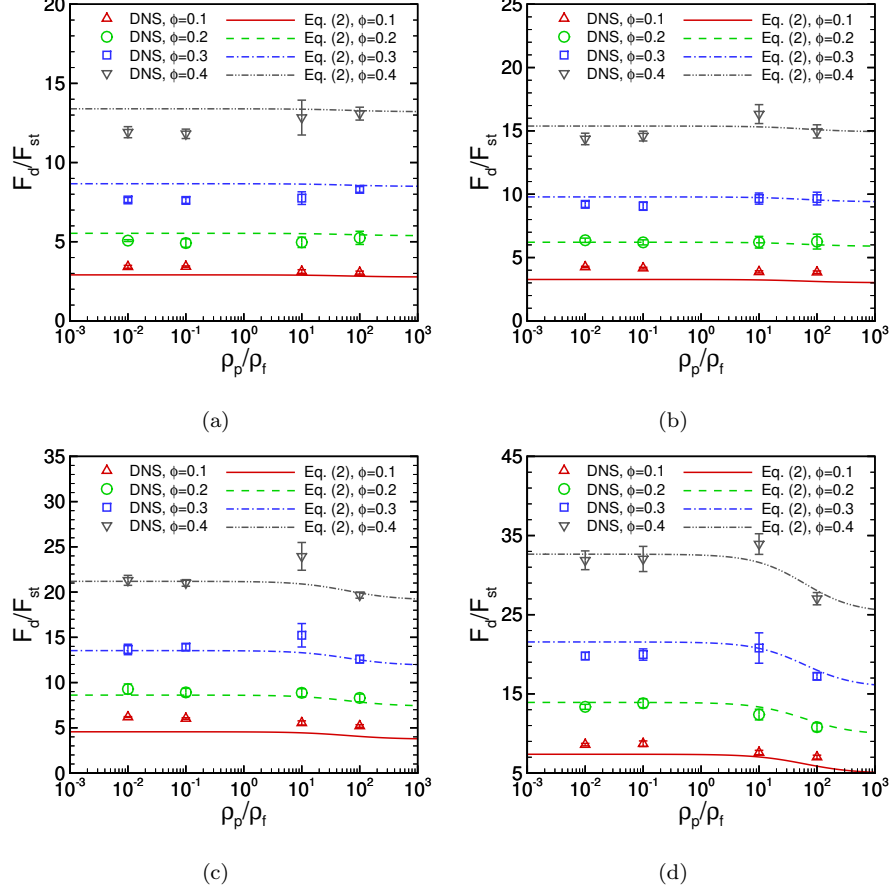 20
15
10
5
0
F_d/F_st
DNS, ϕ=0.1
DNS, ϕ=0.2
DNS, ϕ=0.3
DNS, ϕ=0.4
Eq. (2), ϕ=0.1
Eq. (2), ϕ=0.2
Eq. (2), ϕ=0.3
Eq. (2), ϕ=0.4
10^-3 10^-2 10^-1 10^0 10^1 10^2 10^3
ρ_p/ρ_f
(a)
25
20
15
10
5
0
F_d/F_st
DNS, ϕ=0.1
DNS, ϕ=0.2
DNS, ϕ=0.3
DNS, ϕ=0.4
Eq. (2), ϕ=0.1
Eq. (2), ϕ=0.2
Eq. (2), ϕ=0.3
Eq. (2), ϕ=0.4
10^-3 10^-2 10^-1 10^0 10^1 10^2 10^3
ρ_p/ρ_f
(b)
35
30
25
20
15
10
5
0
F_d/F_st
DNS, ϕ=0.1
DNS, ϕ=0.2
DNS, ϕ=0.3
DNS, ϕ=0.4
Eq. (2), ϕ=0.1
Eq. (2), ϕ=0.2
Eq. (2), ϕ=0.3
Eq. (2), ϕ=0.4
10^-3 10^-2 10^-1 10^0 10^1 10^2 10^3
ρ_p/ρ_f
(c)
45
35
25
15
5
F_d/F_st
DNS, ϕ=0.1
DNS, ϕ=0.2
DNS, ϕ=0.3
DNS, ϕ=0.4
Eq. (2), ϕ=0.1
Eq. (2), ϕ=0.2
Eq. (2), ϕ=0.3
Eq. (2), ϕ=0.4
10^-3 10^-2 10^-1 10^0 10^1 10^2 10^3
ρ_p/ρ_f
(d)